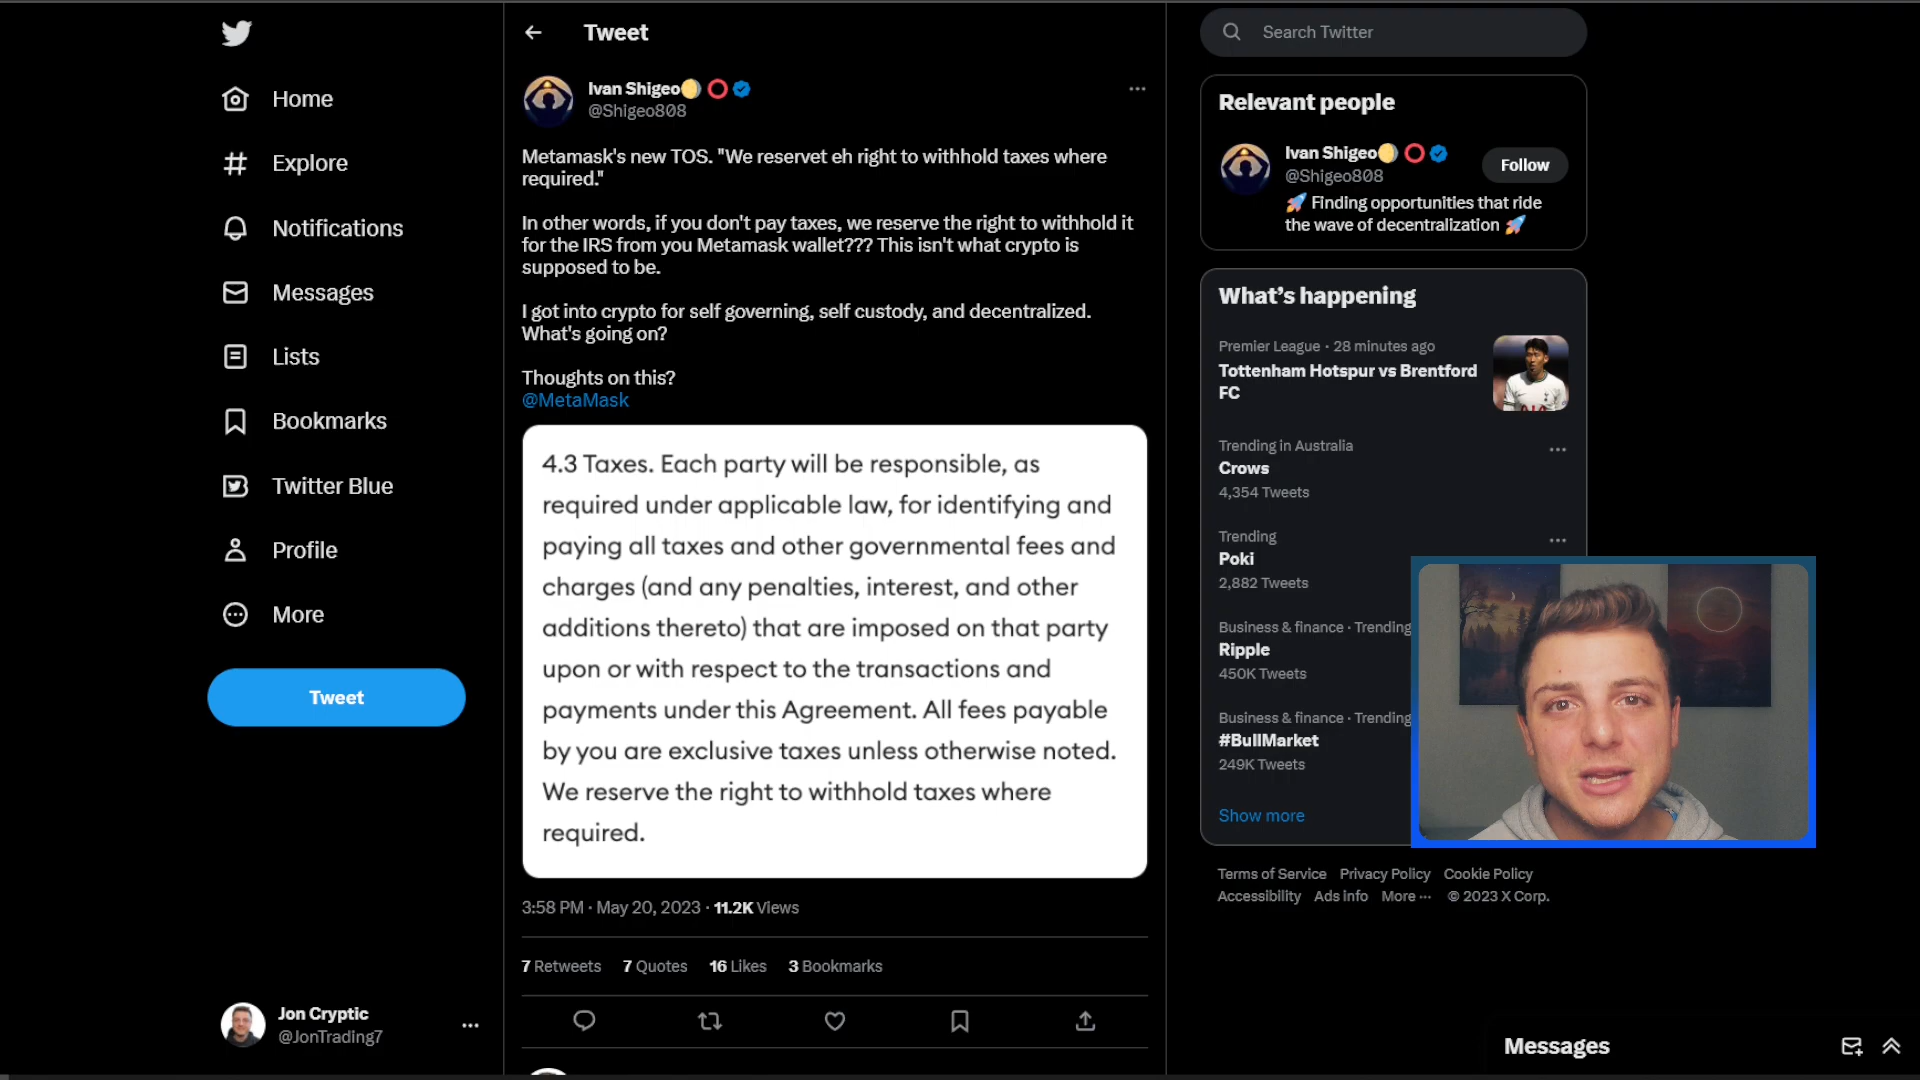 Home
Explore
Notifications
Messages
Lists
Bookmarks
Twitter Blue
Profile
More
Tweet
Jon Cryptic
@JonTrading7
Tweet
Ivan Shigeo
@Shigeo808
Metamask's new TOS. "We reservet eh right to withhold taxes where
required."
In other words, if you don't pay taxes, we reserve the right to withhold it
for the IRS from you Metamask wallet??? This isn't what crypto is
supposed to be.
I got into crypto for self governing, self custody, and decentralized.
What's going on?
Thoughts on this?
@MetaMask
4.3 Taxes. Each party will be responsible, as
required under applicable law, for identifying and
paying all taxes and other governmental fees and
charges (and any penalties, interest, and other
additions thereto) that are imposed on that party
upon or with respect to the transactions and
payments under this Agreement. All fees payable
by you are exclusive taxes unless otherwise noted.
We reserve the right to withhold taxes where
required.
3:58 PM · May 20, 2023 · 11.2K Views
7 Retweets 7 Quotes 16 Likes 3 Bookmarks
Search Twitter
Relevant people
Ivan Shigeo
@Shigeo808
Follow
🚀 Finding opportunities that ride
the wave of decentralization 🚀
What's happening
Premier League · 28 minutes ago
Tottenham Hotspur vs Brentford
FC
Trending in Australia
Crows
4,354 Tweets
Trending
Poki
2,882 Tweets
Business & finance · Trending
Ripple
450K Tweets
Business & finance · Trending
#BullMarket
249K Tweets
Show more
Terms of Service Privacy Policy Cookie Policy
Accessibility Ads info More ··· © 2023 X Corp.
Messages